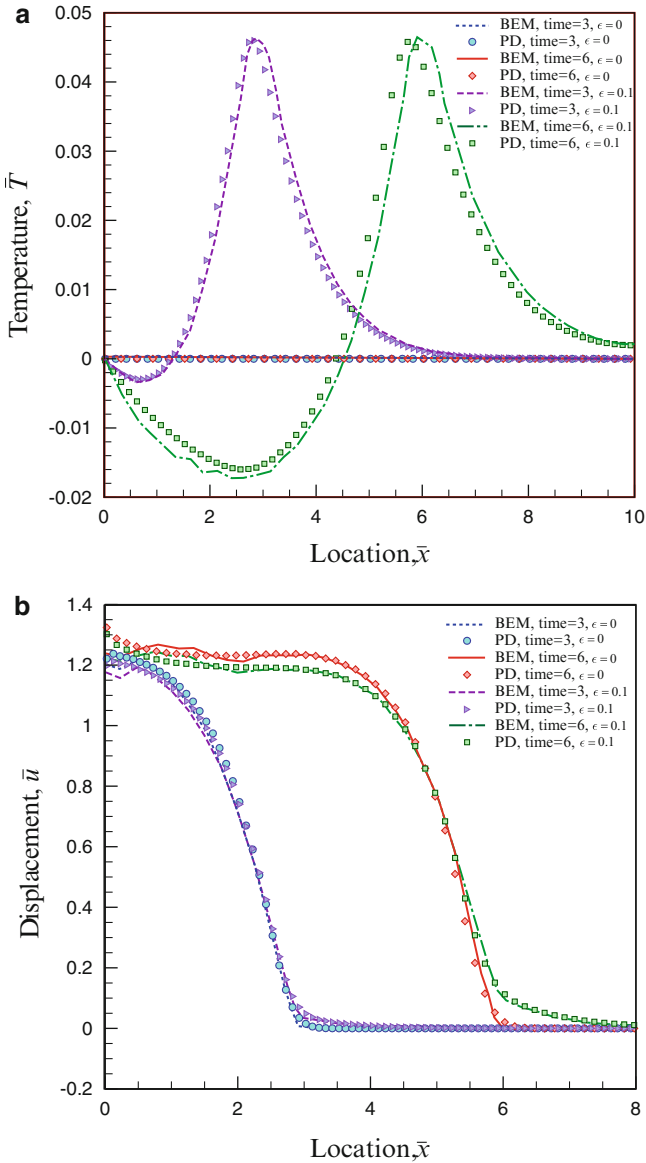 a
0.05
0.04
0.03
0.02
0.01
0
-0.01
-0.02
Temperature, T̄
BEM, time=3, ϵ=0
PD, time=3, ϵ=0
BEM, time=6, ϵ=0
PD, time=6, ϵ=0
BEM, time=3, ϵ=0.1
PD, time=3, ϵ=0.1
BEM, time=6, ϵ=0.1
PD, time=6, ϵ=0.1
0 2 4 6 8 10
Location,x̄
b
1.4
1.2
1
0.8
0.6
0.4
0.2
0
-0.2
Displacement, ū
BEM, time=3, ϵ=0
PD, time=3, ϵ=0
BEM, time=6, ϵ=0
PD, time=6, ϵ=0
BEM, time=3, ϵ=0.1
PD, time=3, ϵ=0.1
BEM, time=6, ϵ=0.1
PD, time=6, ϵ=0.1
0 2 4 6 8
Location,x̄